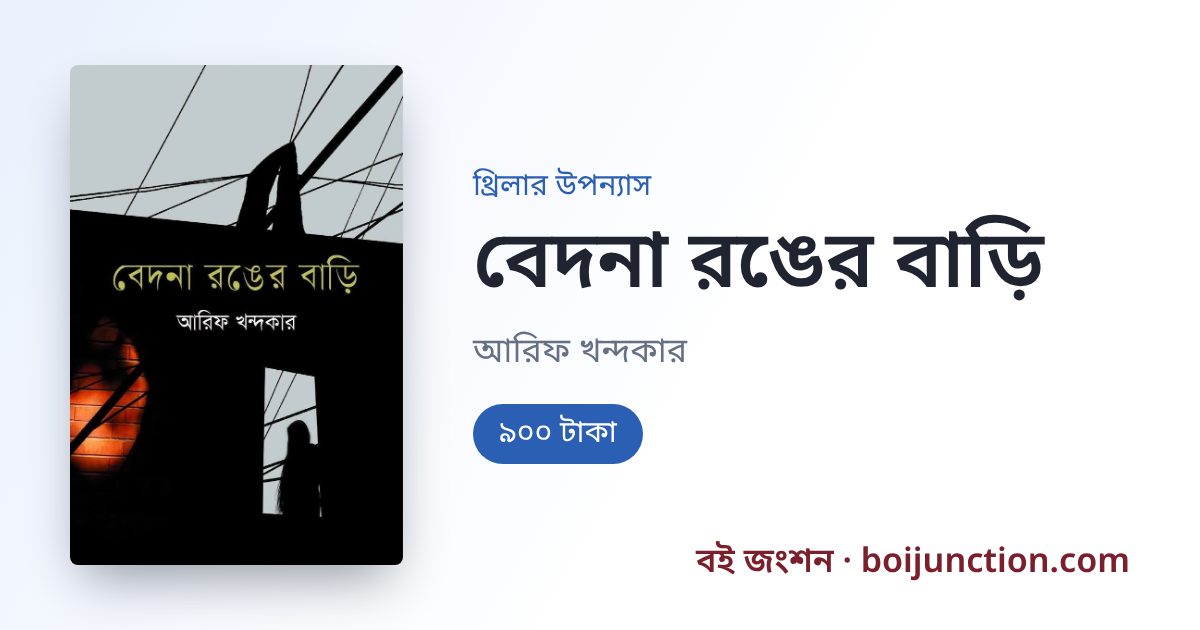 বেদনা রঙের বাড়ি
আরিফ খন্দকার
থ্রিলার উপন্যাস
বেদনা রঙের বাড়ি
আরিফ খন্দকার
৯০০ টাকা
বই জংশন · boijunction.com